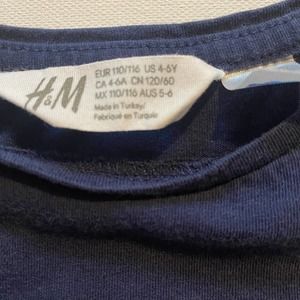 H&M
EUR 110/116 US 4-6Y
CA 4-6A CN 120/60
MX 110/116 AUS 5-6
Made in Turkey/
Fabriqué en Turquie